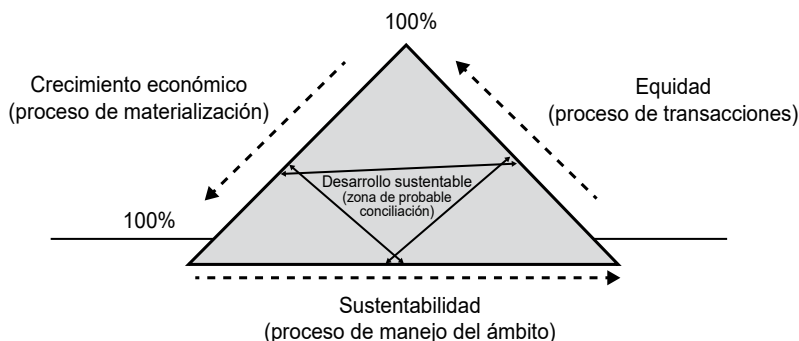 100%
Crecimiento económico
(proceso de materialización)
Equidad
(proceso de transacciones)
Desarrollo sustentable
(zona de probable
conciliación)
100%
Sustentabilidad
(proceso de manejo del ámbito)